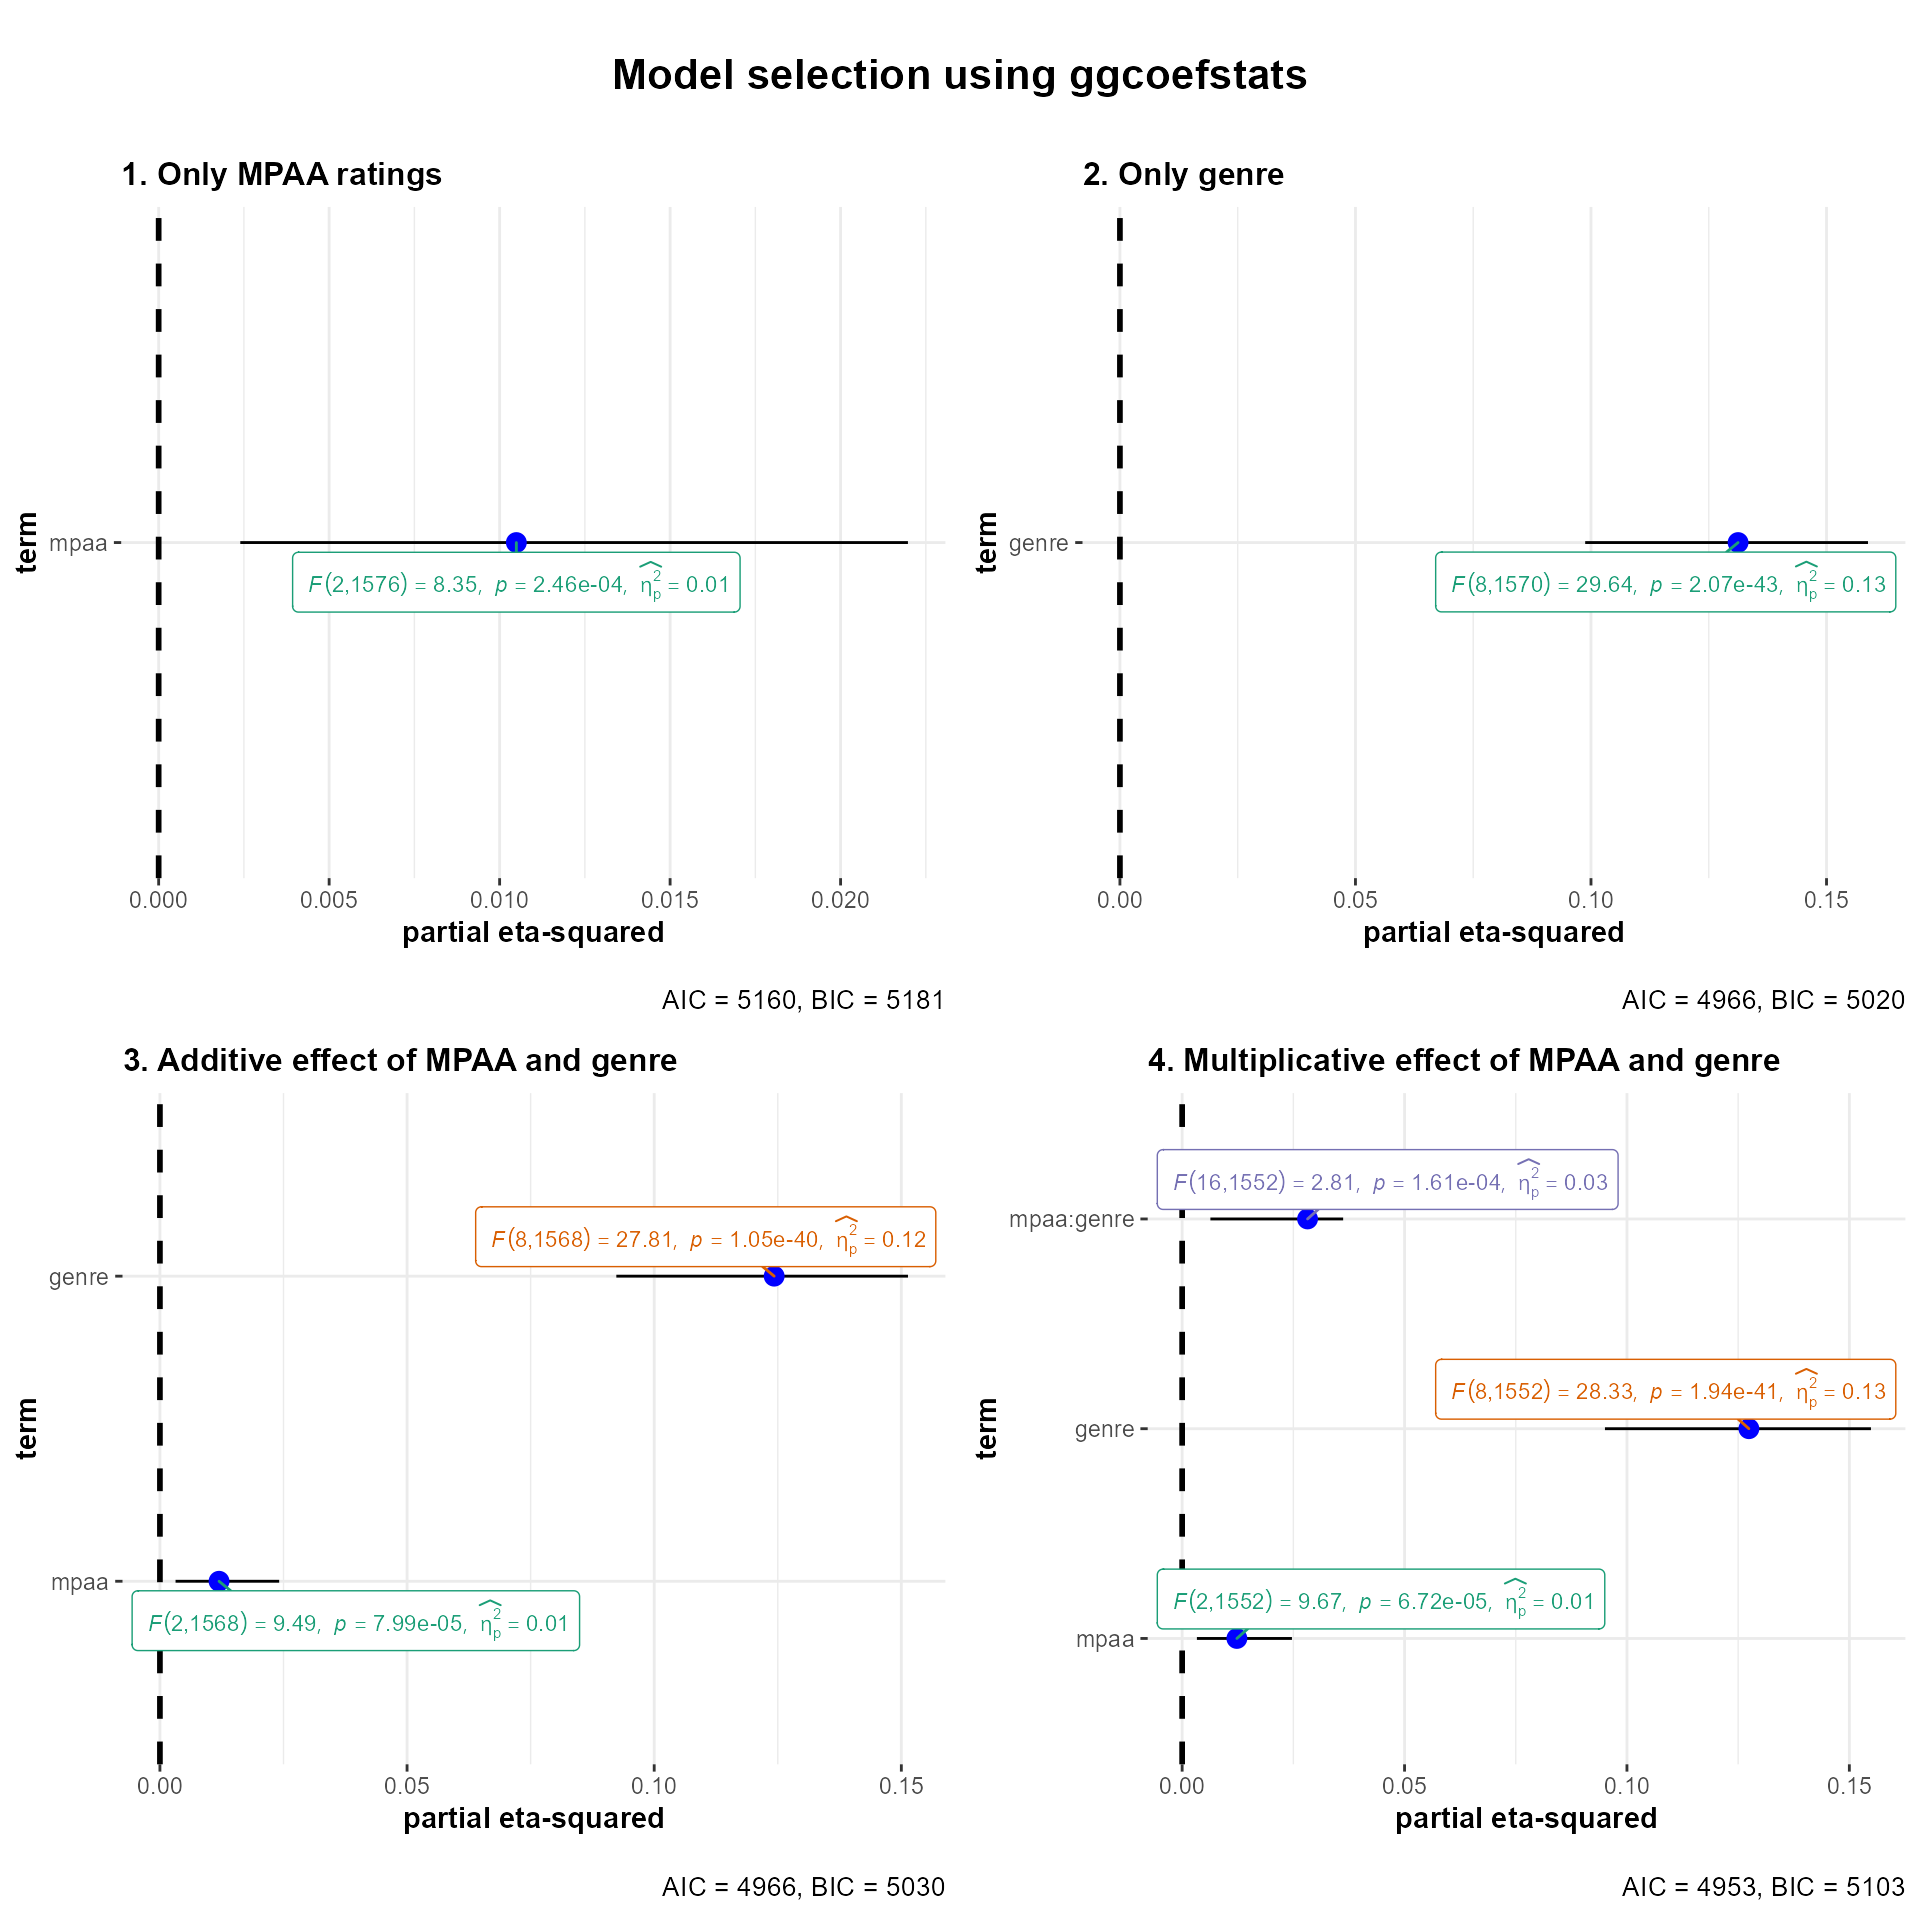 Model selection using ggcoefstats
1. Only MPAA ratings
term
mpaa
F(2,1576) = 8.35, p = 2.46e-04, η̂²ₚ = 0.01
0.000 0.005 0.010 0.015 0.020
partial eta-squared
AIC = 5160, BIC = 5181
2. Only genre
term
genre
F(8,1570) = 29.64, p = 2.07e-43, η̂²ₚ = 0.13
0.00 0.05 0.10 0.15
partial eta-squared
AIC = 4966, BIC = 5020
3. Additive effect of MPAA and genre
term
F(8,1568) = 27.81, p = 1.05e-40, η̂²ₚ = 0.12
genre
mpaa
F(2,1568) = 9.49, p = 7.99e-05, η̂²ₚ = 0.01
0.00 0.05 0.10 0.15
partial eta-squared
AIC = 4966, BIC = 5030
4. Multiplicative effect of MPAA and genre
term
F(16,1552) = 2.81, p = 1.61e-04, η̂²ₚ = 0.03
mpaa:genre
F(8,1552) = 28.33, p = 1.94e-41, η̂²ₚ = 0.13
genre
F(2,1552) = 9.67, p = 6.72e-05, η̂²ₚ = 0.01
mpaa
0.00 0.05 0.10 0.15
partial eta-squared
AIC = 4953, BIC = 5103